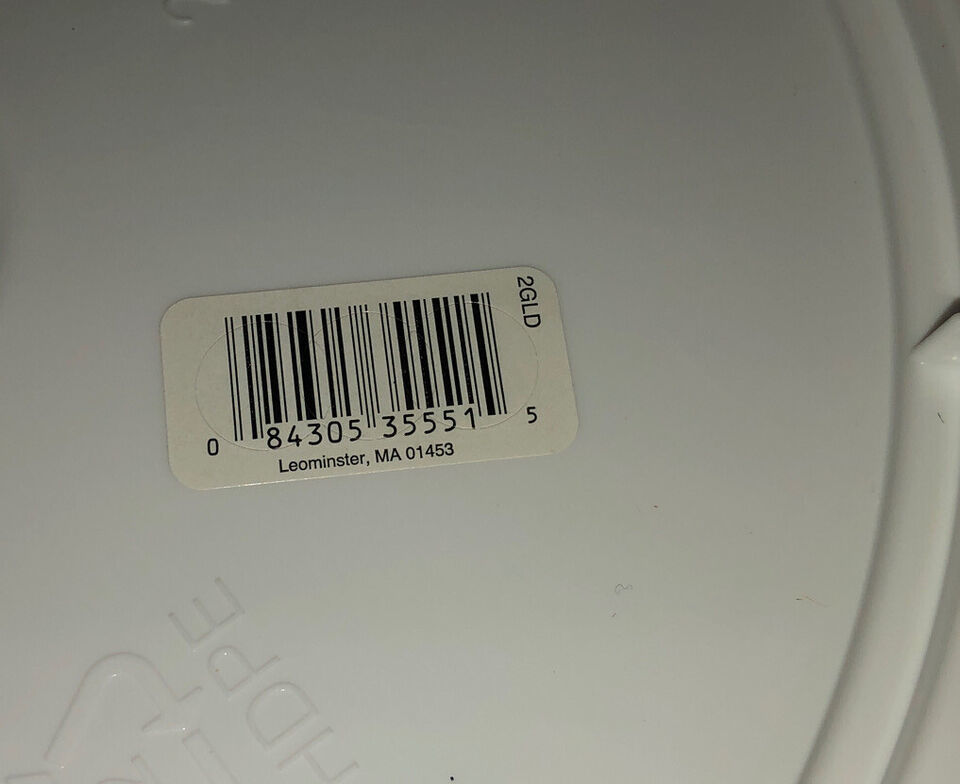 2GLD
0 84305 35551 5
Leominster, MA 01453
HDPE